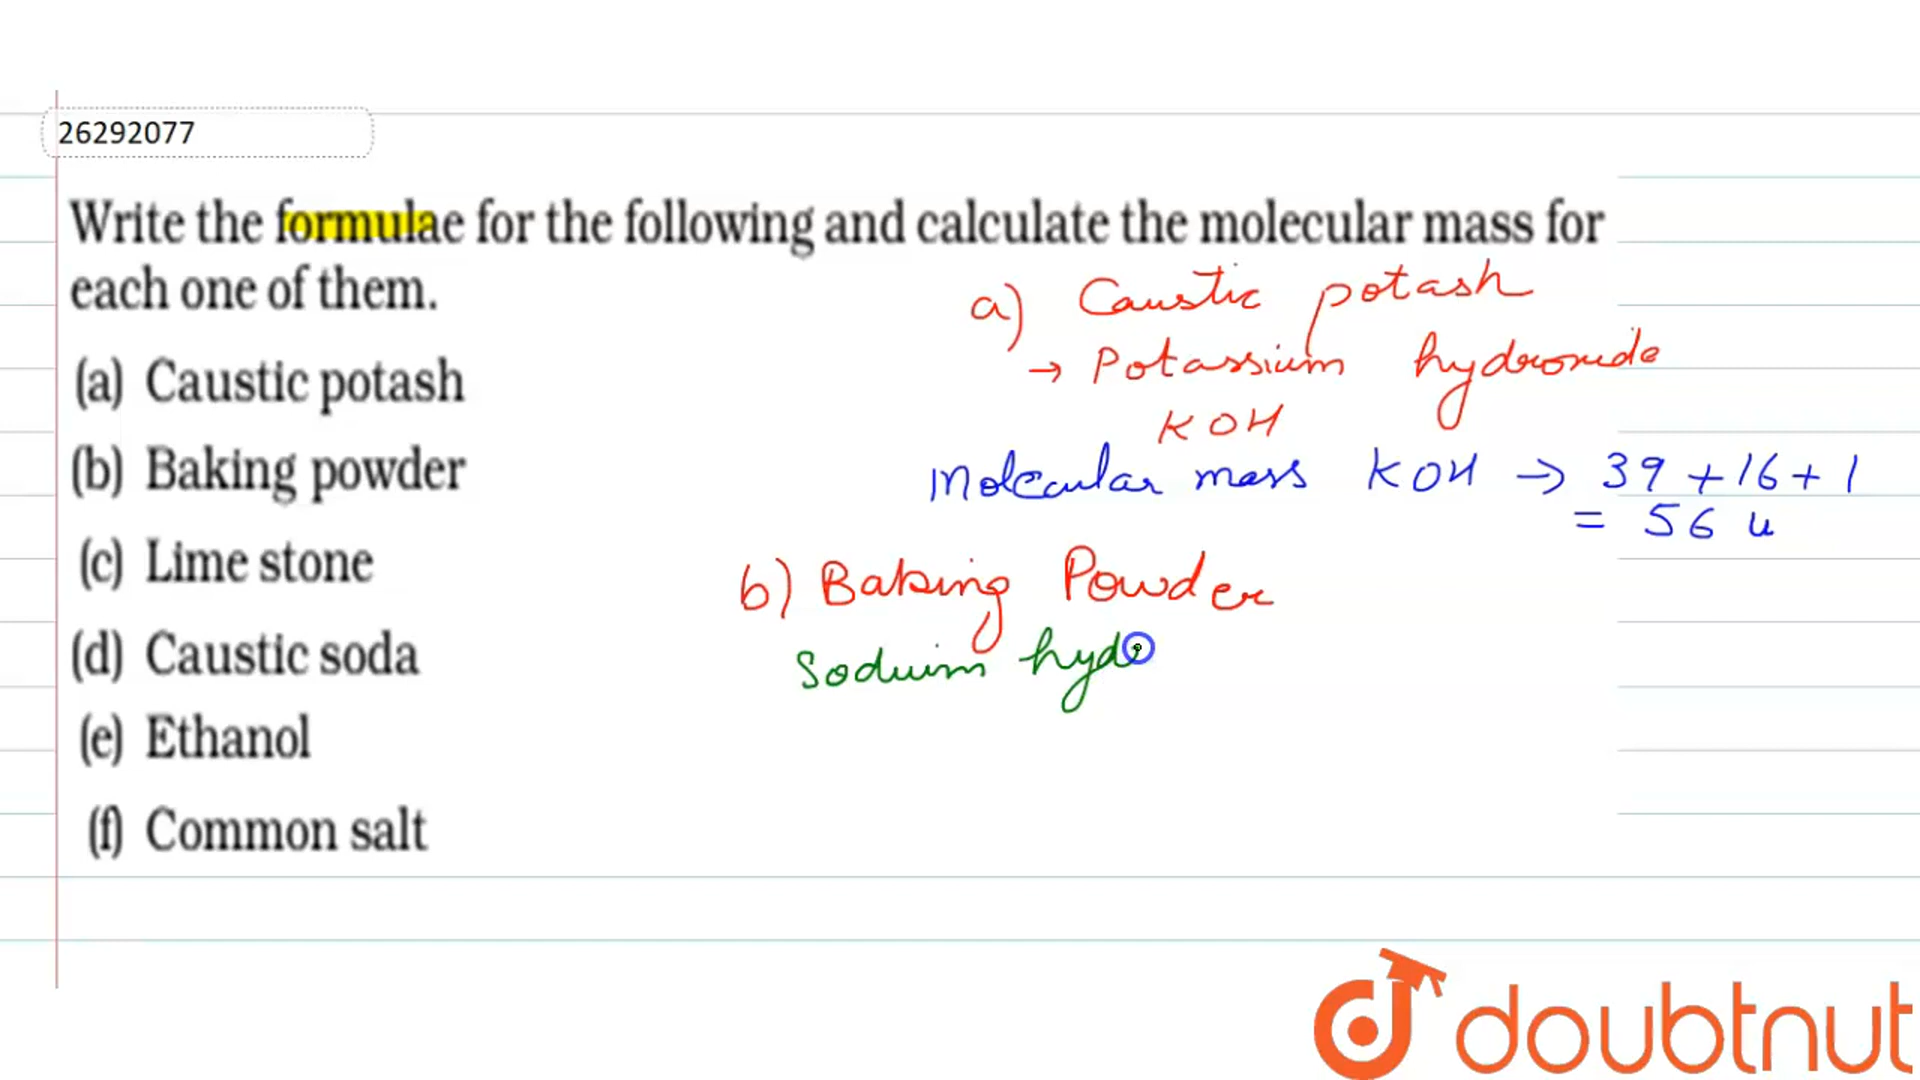 26292077
Write the formulae for the following and calculate the molecular mass for
each one of them.
(a) Caustic potash
(b) Baking powder
(c) Lime stone
(d) Caustic soda
(e) Ethanol
(f) Common salt
a) Caustic potash
→ Potassium hydroxide
KOH
Molecular mass KOH → 39 + 16 + 1
= 56 u
b) Baking Powder
Sodium hyd
doubtnut